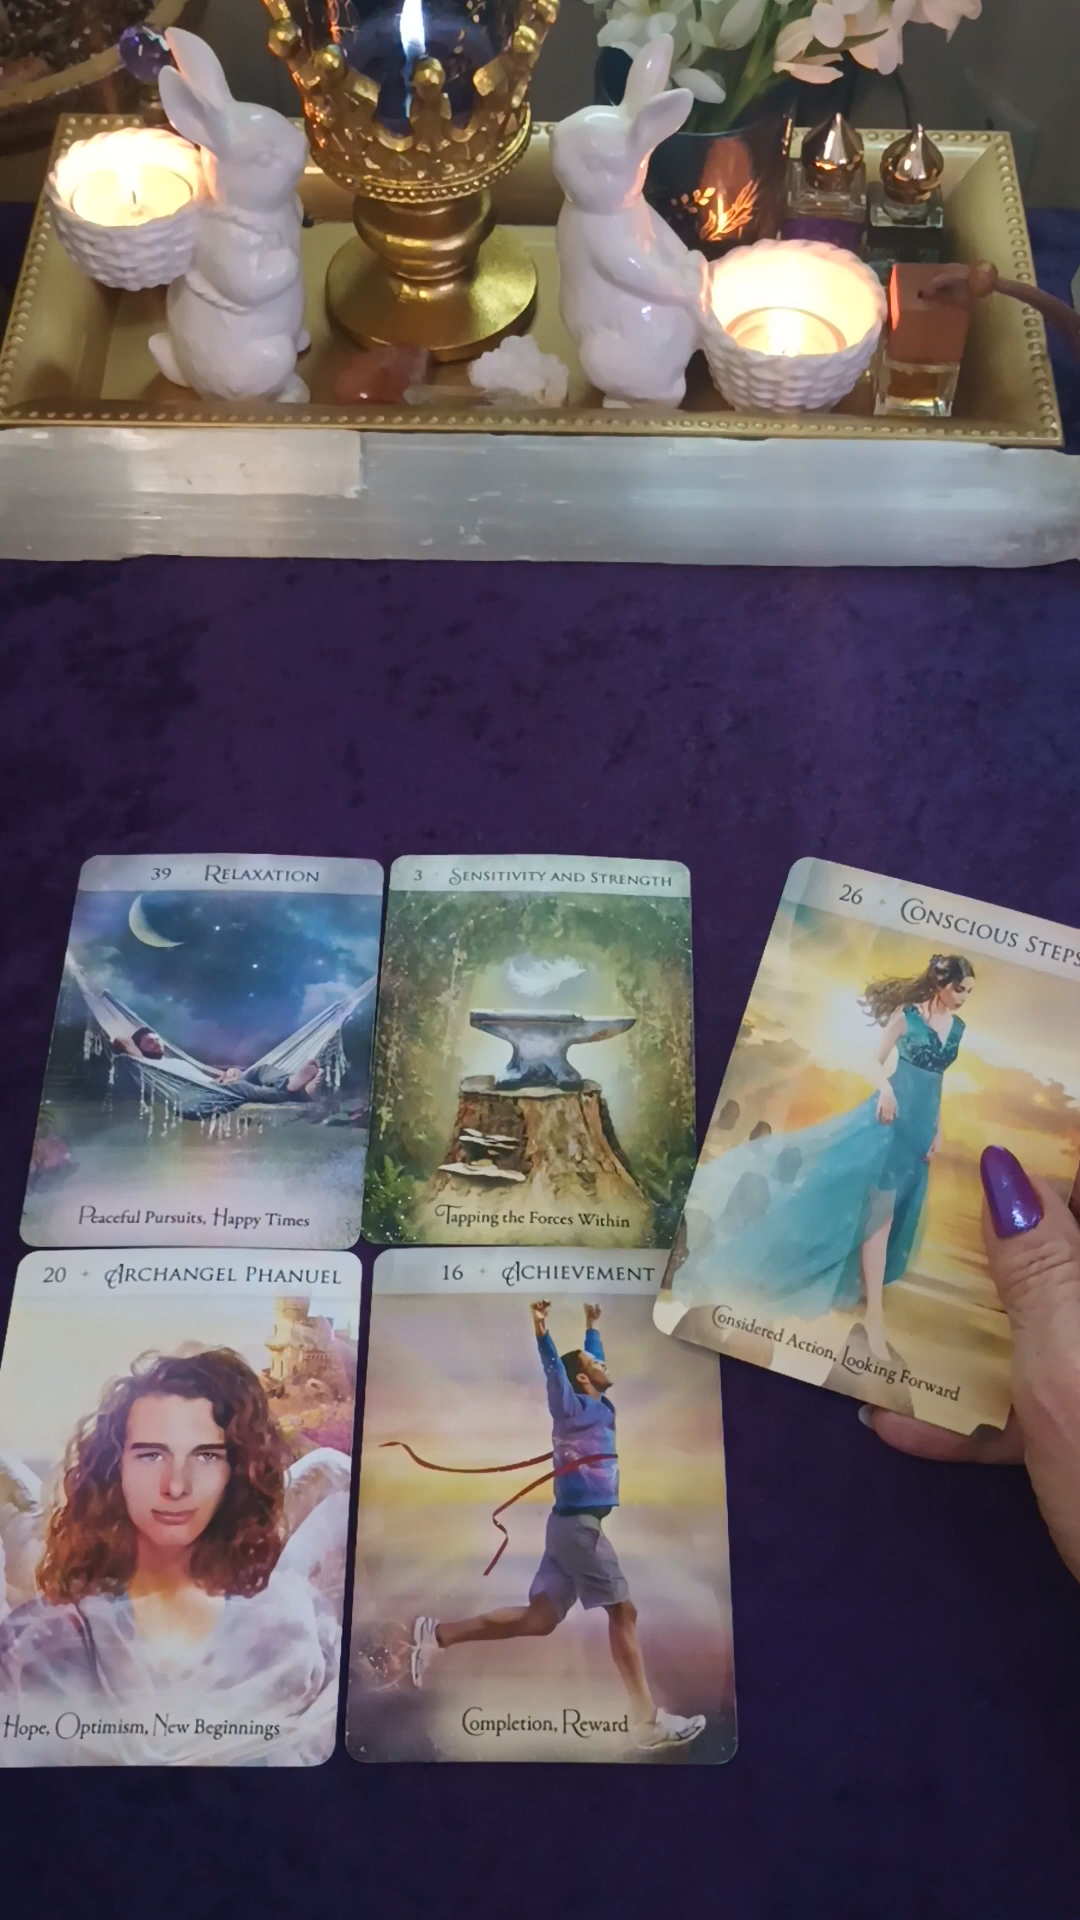 39 RELAXATION
Peaceful Pursuits, Happy Times
3 SENSITIVITY AND STRENGTH
Tapping the Forces Within
26 CONSCIOUS STEPS
Considered Action, Looking Forward
20 ARCHANGEL PHANUEL
Hope, Optimism, New Beginnings
16 ACHIEVEMENT
Completion, Reward